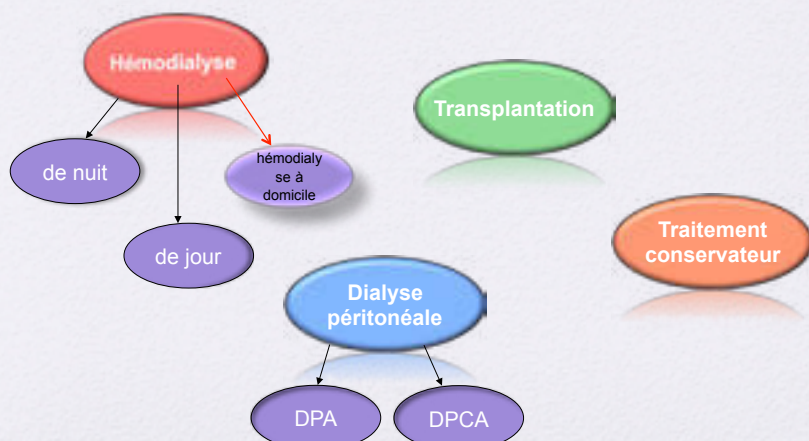 Hémodialyse
Transplantation
de nuit
hémodialy
se à
domicile
Traitement
conservateur
de jour
Dialyse
péritonéale
DPA
DPCA